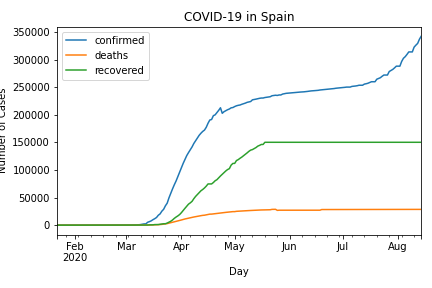 COVID-19 in Spain
350000
300000
250000
200000
150000
100000
50000
0
Number of Cases
confirmed
deaths
recovered
Feb
2020
Mar
Apr
May
Jun
Jul
Aug
Day